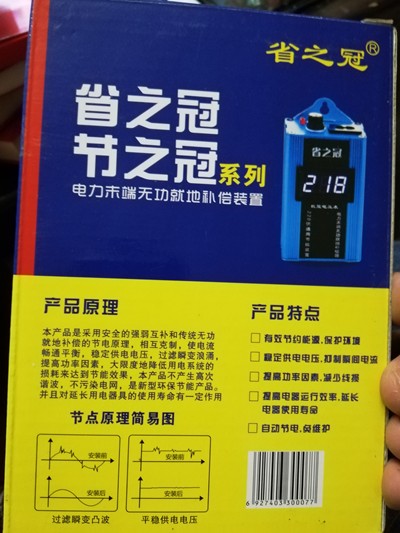 省之冠®
省之冠
节之冠系列
电力末端无功就地补偿装置
省之冠
218
产品原理
本产品是采用安全的强弱互补和传统无功
就地补偿的节电原理，相互克制，使电流
畅通平衡，稳定供电电压，过滤瞬变浪涌，
提高功率因素，大限度地降低用电系统的
损耗来达到节能效果，本产品不产生高次
谐波，不污染电网，是新型环保节能产品。
并且对延长用电器具的使用寿命有一定作用
节点原理简易图
安装前
安装后
过滤瞬变凸波
安装前
安装后
平稳供电电压
产品特点
有效节约能源,保护环境
稳定供电电压,抑制瞬钼电流
提高功率因素,减少线损
提高电器运行效率,延长
电器使用寿命
自动节电,免维护
6 927403 300077